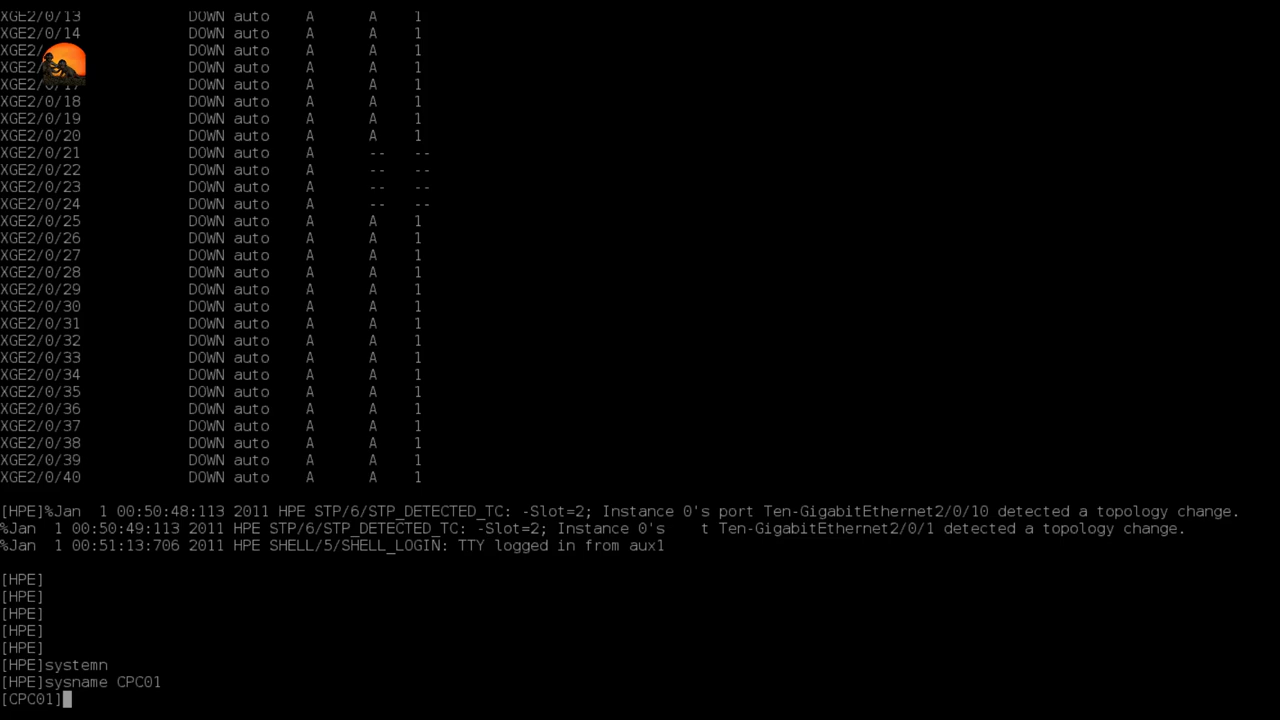 XGE2/0/13 DOWN auto A A 1
XGE2/0/14 DOWN auto A A 1
XGE2/ DOWN auto A A 1
XGE2/ DOWN auto A A 1
XGE2/0/17 DOWN auto A A 1
XGE2/0/18 DOWN auto A A 1
XGE2/0/19 DOWN auto A A 1
XGE2/0/20 DOWN auto A A 1
XGE2/0/21 DOWN auto A -- --
XGE2/0/22 DOWN auto A -- --
XGE2/0/23 DOWN auto A -- --
XGE2/0/24 DOWN auto A -- --
XGE2/0/25 DOWN auto A A 1
XGE2/0/26 DOWN auto A A 1
XGE2/0/27 DOWN auto A A 1
XGE2/0/28 DOWN auto A A 1
XGE2/0/29 DOWN auto A A 1
XGE2/0/30 DOWN auto A A 1
XGE2/0/31 DOWN auto A A 1
XGE2/0/32 DOWN auto A A 1
XGE2/0/33 DOWN auto A A 1
XGE2/0/34 DOWN auto A A 1
XGE2/0/35 DOWN auto A A 1
XGE2/0/36 DOWN auto A A 1
XGE2/0/37 DOWN auto A A 1
XGE2/0/38 DOWN auto A A 1
XGE2/0/39 DOWN auto A A 1
XGE2/0/40 DOWN auto A A 1
[HPE]%Jan 1 00:50:48:113 2011 HPE STP/6/STP_DETECTED_TC: -Slot=2; Instance 0's port Ten-GigabitEthernet2/0/10 detected a topology change.
%Jan 1 00:50:49:113 2011 HPE STP/6/STP_DETECTED_TC: -Slot=2; Instance 0's t Ten-GigabitEthernet2/0/1 detected a topology change.
%Jan 1 00:51:13:706 2011 HPE SHELL/5/SHELL_LOGIN: TTY logged in from aux1
[HPE]
[HPE]
[HPE]
[HPE]
[HPE]
[HPE]systemn
[HPE]sysname CPC01
[CPC01]